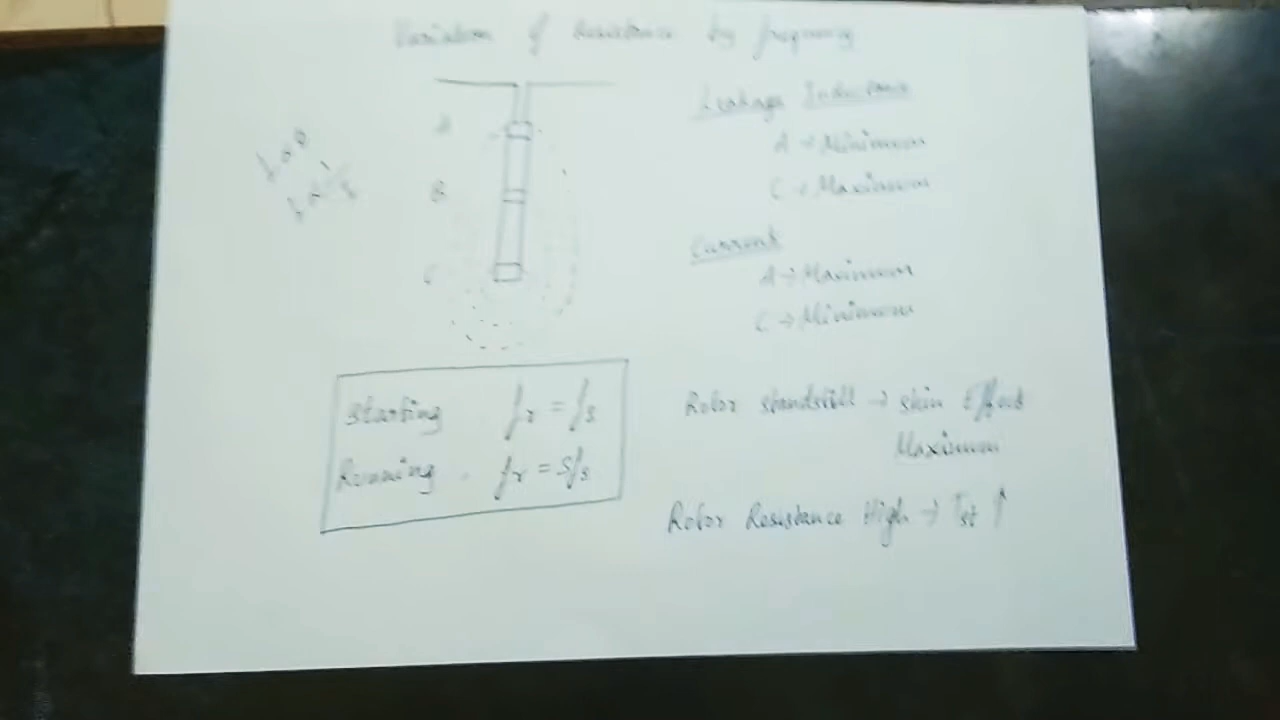 Variation of Resistance by frequency
A
B
C
Leakage Inductance
A → Minimum
C → Maximum
Current
A → Maximum
C → Minimum
Starting fr = fs
Running fr = sfs
Rotor standstill → skin Effect
Maximum
Rotor Resistance High → Tst ↑